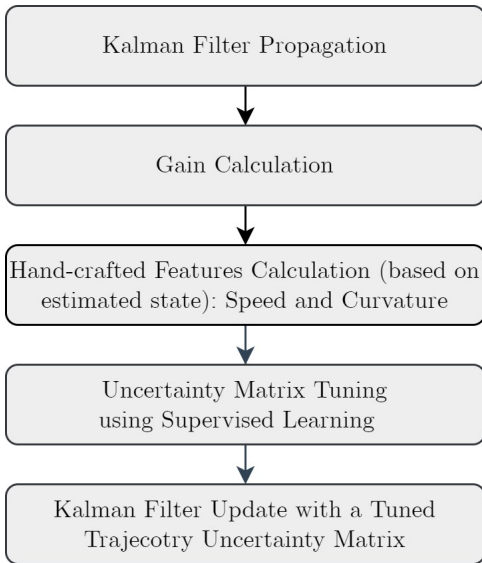 Kalman Filter Propagation
Gain Calculation
Hand-crafted Features Calculation (based on
estimated state): Speed and Curvature
Uncertainty Matrix Tuning
using Supervised Learning
Kalman Filter Update with a Tuned
Trajecotry Uncertainty Matrix